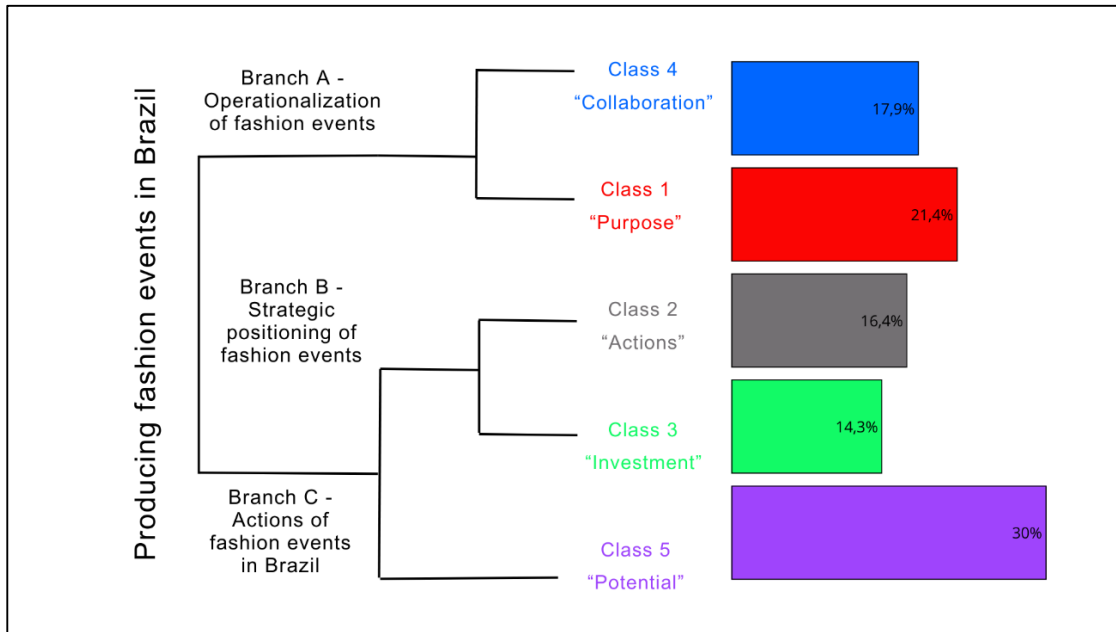 Producing fashion events in Brazil
Branch A -
Operationalization
of fashion events
Class 4
“Collaboration”
17,9%
Class 1
“Purpose”
21,4%
Branch B -
Strategic
positioning of
fashion events
Class 2
“Actions”
16,4%
Class 3
“Investment”
14,3%
Branch C -
Actions of
fashion events
in Brazil
Class 5
“Potential”
30%